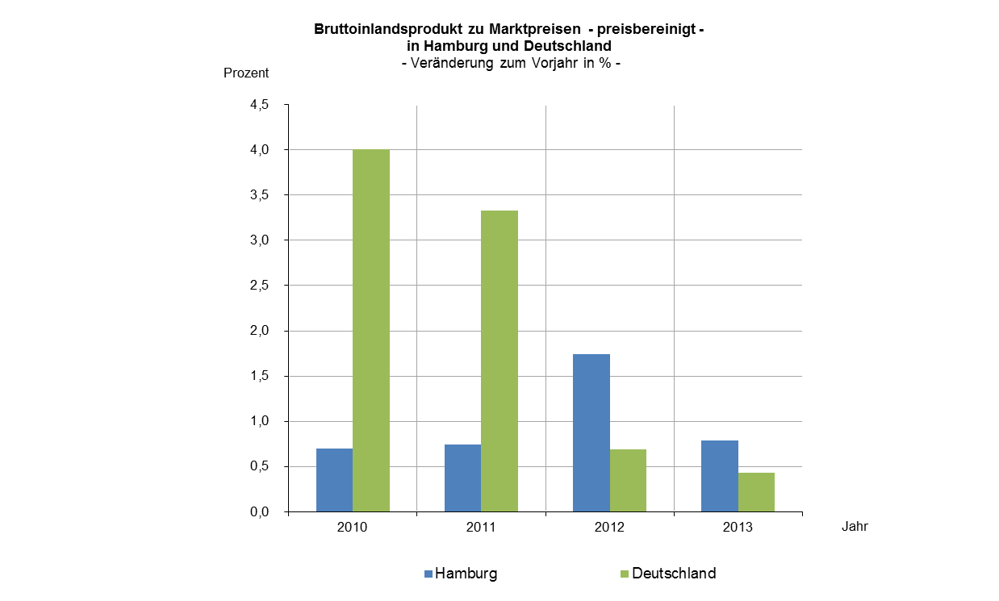 Bruttoinlandsprodukt zu Marktpreisen - preisbereinigt -
in Hamburg und Deutschland
- Veränderung zum Vorjahr in % -
Prozent
4,5
4,0
3,5
3,0
2,5
2,0
1,5
1,0
0,5
0,0
2010 2011 2012 2013 Jahr
Hamburg Deutschland